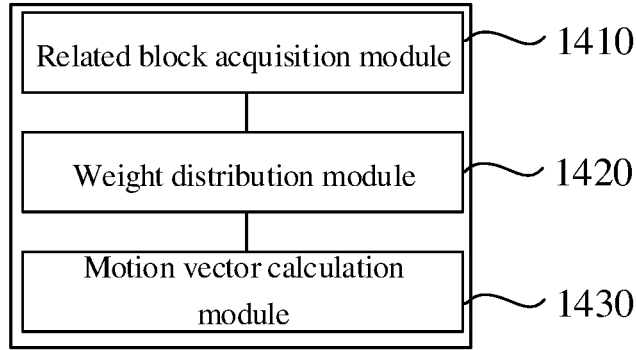 Related block acquisition module
1410
Weight distribution module
1420
Motion vector calculation
module
1430